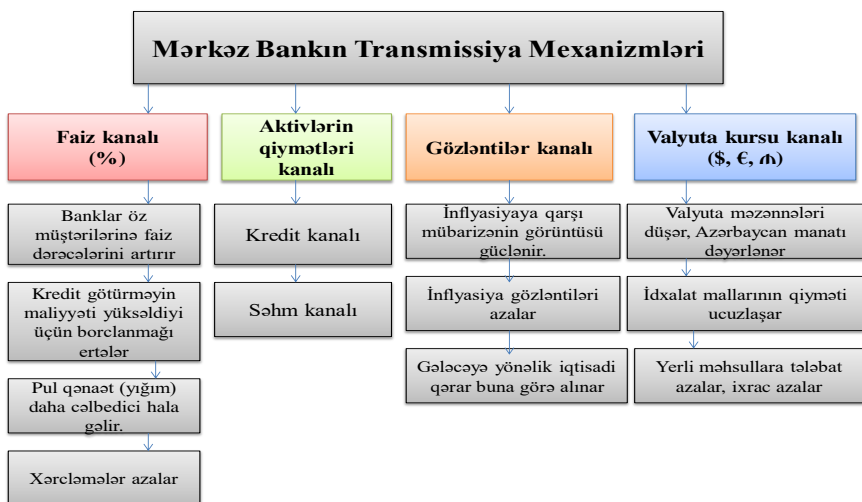 Mərkəz Bankın Transmissiya Mexanizmləri
Faiz kanalı
(%)
Banklar öz
müştərilərinə faiz
dərəcələrini artırır
Kredit götürməyin
maliyyəti yüksəldiyi
üçün borclanmağı
ertələr
Pul qənaət (yığım)
daha cəlbedici hala
gəlir.
Xərcləmələr azalar
Aktivlərin
qiymətləri
kanalı
Kredit kanalı
Səhm kanalı
Gözləntilər kanalı
İnflyasiyaya qarşı
mübarizənin görüntüsü
güclənir.
İnflyasiya gözləntiləri
azalar
Gələcəyə yönəlik iqtisadi
qərar buna görə alınar
Valyuta kursu kanalı
($, €, ₼)
Valyuta məzənnələri
düşər, Azərbaycan manatı
dəyərlənər
İdxalat mallarının qiyməti
ucuzlaşar
Yerli məhsullara tələbat
azalar, ixrac azalar